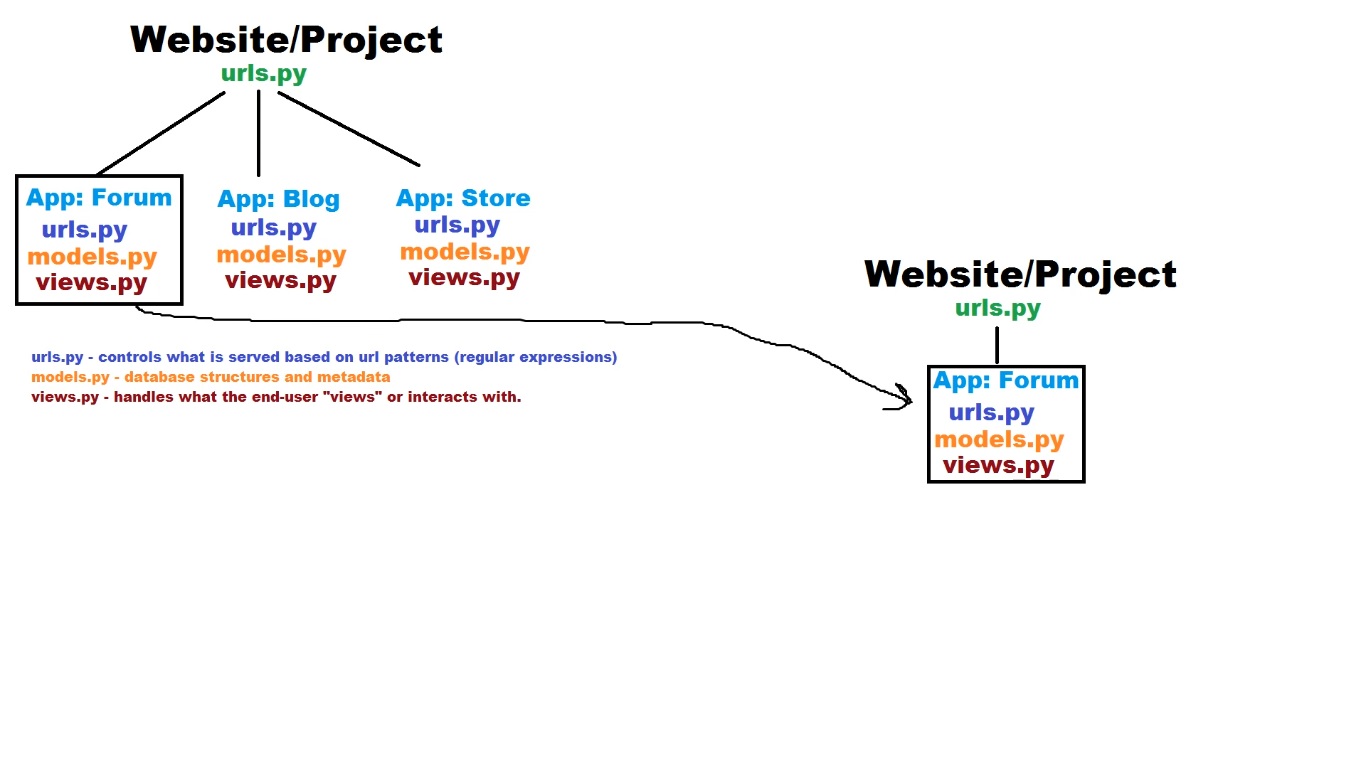 Website/Project
urls.py
App: Forum
urls.py
models.py
views.py
App: Blog
urls.py
models.py
views.py
App: Store
urls.py
models.py
views.py
urls.py - controls what is served based on url patterns (regular expressions)
models.py - database structures and metadata
views.py - handles what the end-user "views" or interacts with.
Website/Project
urls.py
App: Forum
urls.py
models.py
views.py